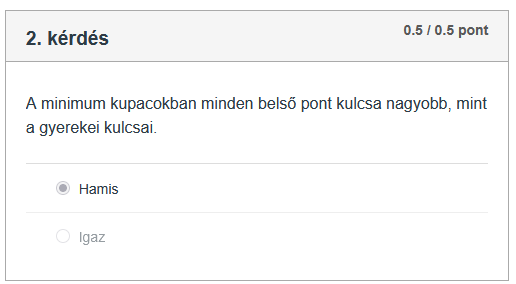 2. kérdés
0.5 / 0.5 pont
A minimum kupacokban minden belső pont kulcsa nagyobb, mint
a gyerekei kulcsai.
Hamis
Igaz